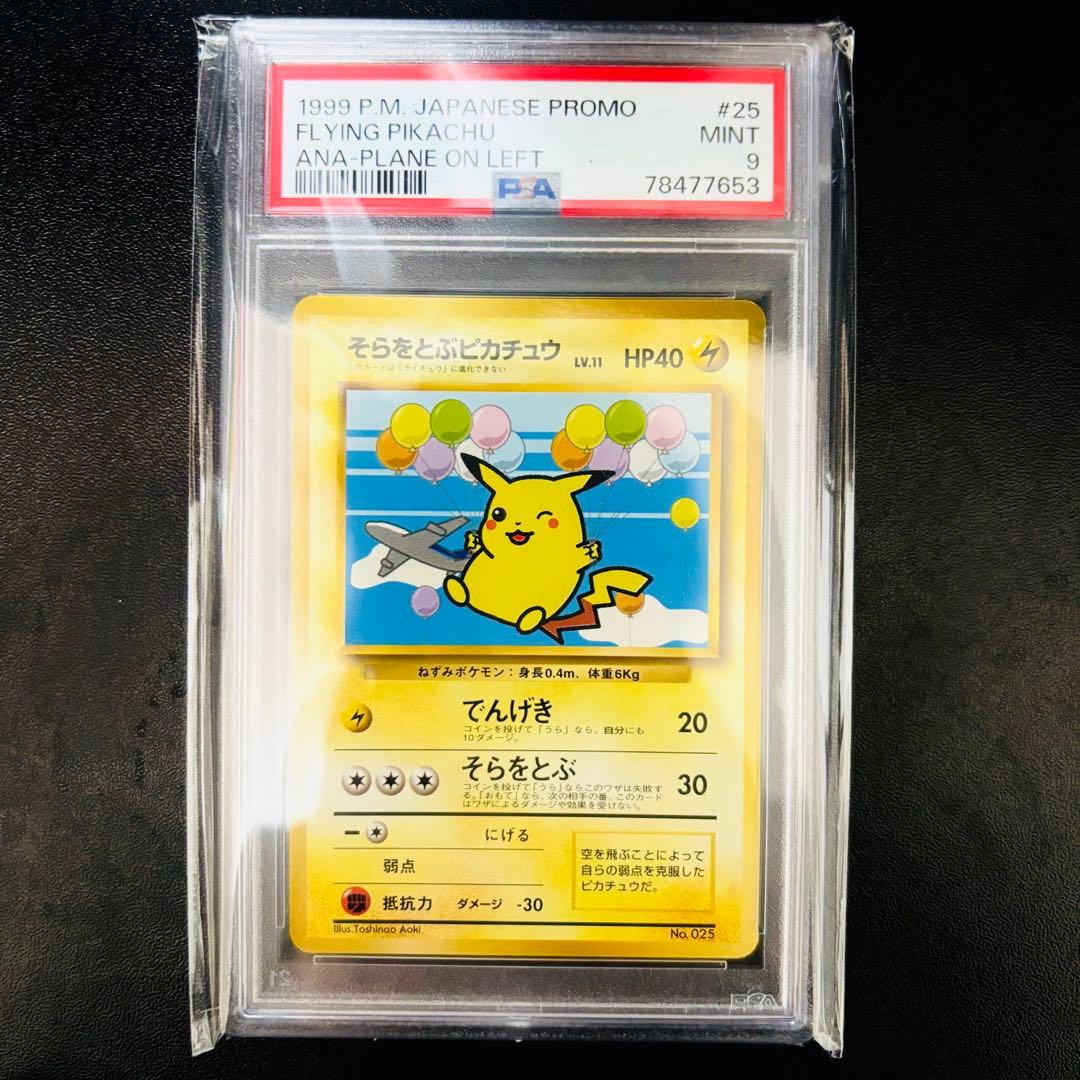 1999 P.M. JAPANESE PROMO #25
FLYING PIKACHU MINT
ANA-PLANE ON LEFT 9
PSA 78477653
そらをとぶピカチュウ LV.11 HP40
このカードは「ライチュウ」に進化できない
ねずみポケモン：身長0.4m、体重6Kg
でんげき 20
コインを投げて「うら」なら、自分にも
10ダメージ。
そらをとぶ 30
コインを投げて「うら」ならこのワザは失敗す
る。「おもて」なら、次の相手の番、このカード
はワザによるダメージや効果を受けない。
にげる
弱点
抵抗力 ダメージ -30
空を飛ぶことによって
自らの弱点を克服した
ピカチュウだ。
Illus.Toshinao Aoki No. 025